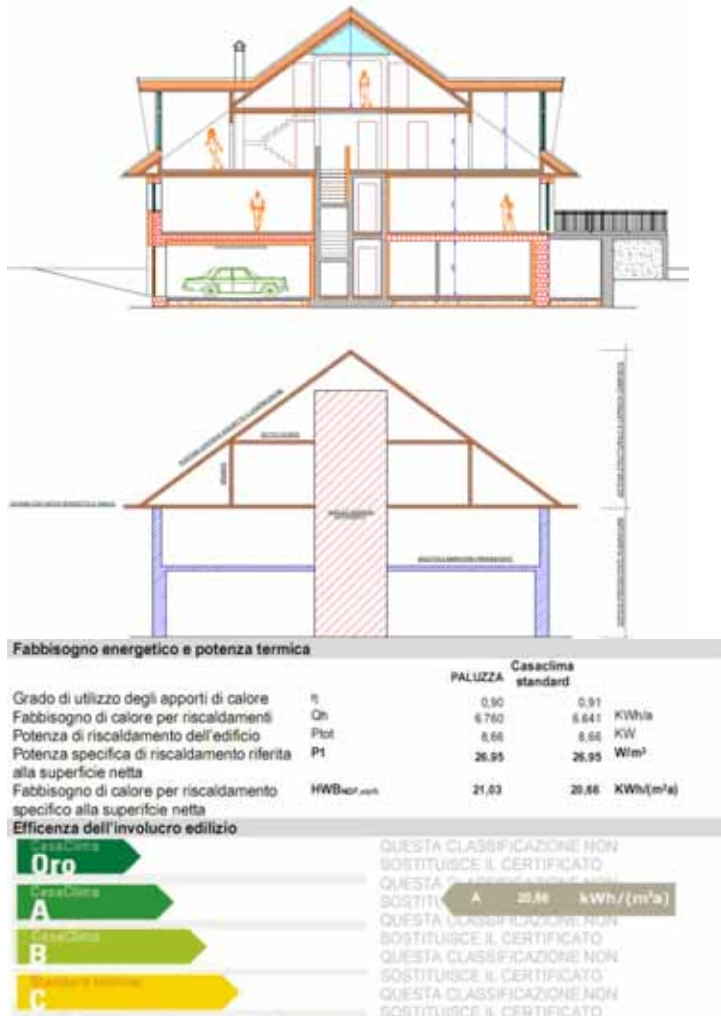 Fabbisogno energetico e potenza termica
PALUZZA Casaclima standard
Grado di utilizzo degli apporti di calore η 0,90 0,91
Fabbisogno di calore per riscaldamenti Qh 6.760 6.641 KWh/a
Potenza di riscaldamento dell'edificio Ptot 8,66 8,66 KW
Potenza specifica di riscaldamento riferita P1 26,95 26,95 W/m²
alla superficie netta
Fabbisogno di calore per riscaldamento HWB 21,03 20,66 KWh/(m²a)
specifico alla superifcie netta
Efficenza dell'involucro edilizio
CasaClima
Oro
CasaClima
A
CasaClima
B
C
QUESTA CLASSIFICAZIONE NON
SOSTITUISCE IL CERTIFICATO
QUESTA
SOSTIT
A 20,66 kWh/(m²a)
QUESTA CLASSIFICAZIONE NON
SOSTITUISCE IL CERTIFICATO
QUESTA CLASSIFICAZIONE NON
SOSTITUISCE IL CERTIFICATO
QUESTA CLASSIFICAZIONE NON
SOSTITUISCE IL CERTIFICATO